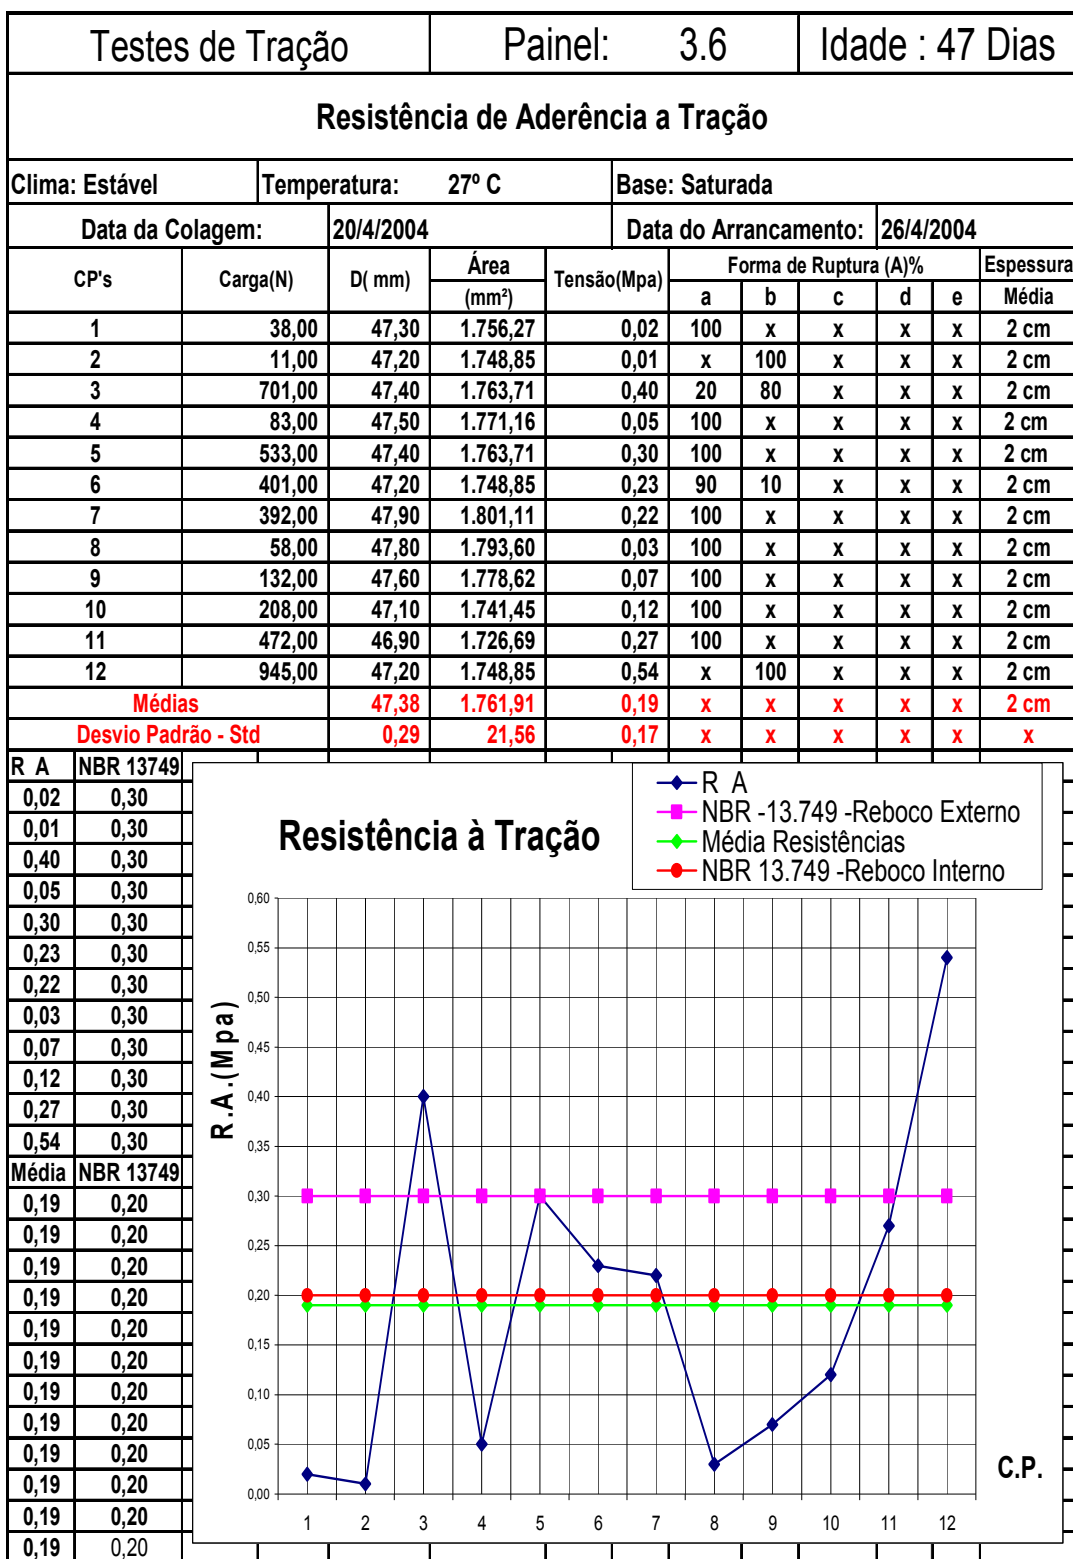 Testes de Tração Painel: 3.6 Idade : 47 Dias
Resistência de Aderência a Tração
Clima: Estável Temperatura: 27º C Base: Saturada
Data da Colagem: 20/4/2004 Data do Arrancamento: 26/4/2004
CP's Carga(N) D( mm) Área (mm²) Tensão(Mpa) Forma de Ruptura (A)% Espessura
a b c d e Média
1 38,00 47,30 1.756,27 0,02 100 x x x x 2 cm
2 11,00 47,20 1.748,85 0,01 x 100 x x x 2 cm
3 701,00 47,40 1.763,71 0,40 20 80 x x x 2 cm
4 83,00 47,50 1.771,16 0,05 100 x x x x 2 cm
5 533,00 47,40 1.763,71 0,30 100 x x x x 2 cm
6 401,00 47,20 1.748,85 0,23 90 10 x x x 2 cm
7 392,00 47,90 1.801,11 0,22 100 x x x x 2 cm
8 58,00 47,80 1.793,60 0,03 100 x x x x 2 cm
9 132,00 47,60 1.778,62 0,07 100 x x x x 2 cm
10 208,00 47,10 1.741,45 0,12 100 x x x x 2 cm
11 472,00 46,90 1.726,69 0,27 100 x x x x 2 cm
12 945,00 47,20 1.748,85 0,54 x 100 x x x 2 cm
Médias 47,38 1.761,91 0,19 x x x x x 2 cm
Desvio Padrão - Std 0,29 21,56 0,17 x x x x x x
R A NBR 13749
0,02 0,30
0,01 0,30
0,40 0,30
0,05 0,30
0,30 0,30
0,23 0,30
0,22 0,30
0,03 0,30
0,07 0,30
0,12 0,30
0,27 0,30
0,54 0,30
Média NBR 13749
0,19 0,20
0,19 0,20
0,19 0,20
0,19 0,20
0,19 0,20
0,19 0,20
0,19 0,20
0,19 0,20
0,19 0,20
0,19 0,20
0,19 0,20
0,19 0,20
Resistência à Tração
R A
NBR -13.749 -Reboco Externo
Média Resistências
NBR 13.749 -Reboco Interno
R.A.(Mpa)
0,60
0,55
0,50
0,45
0,40
0,35
0,30
0,25
0,20
0,15
0,10
0,05
0,00
1 2 3 4 5 6 7 8 9 10 11 12
C.P.